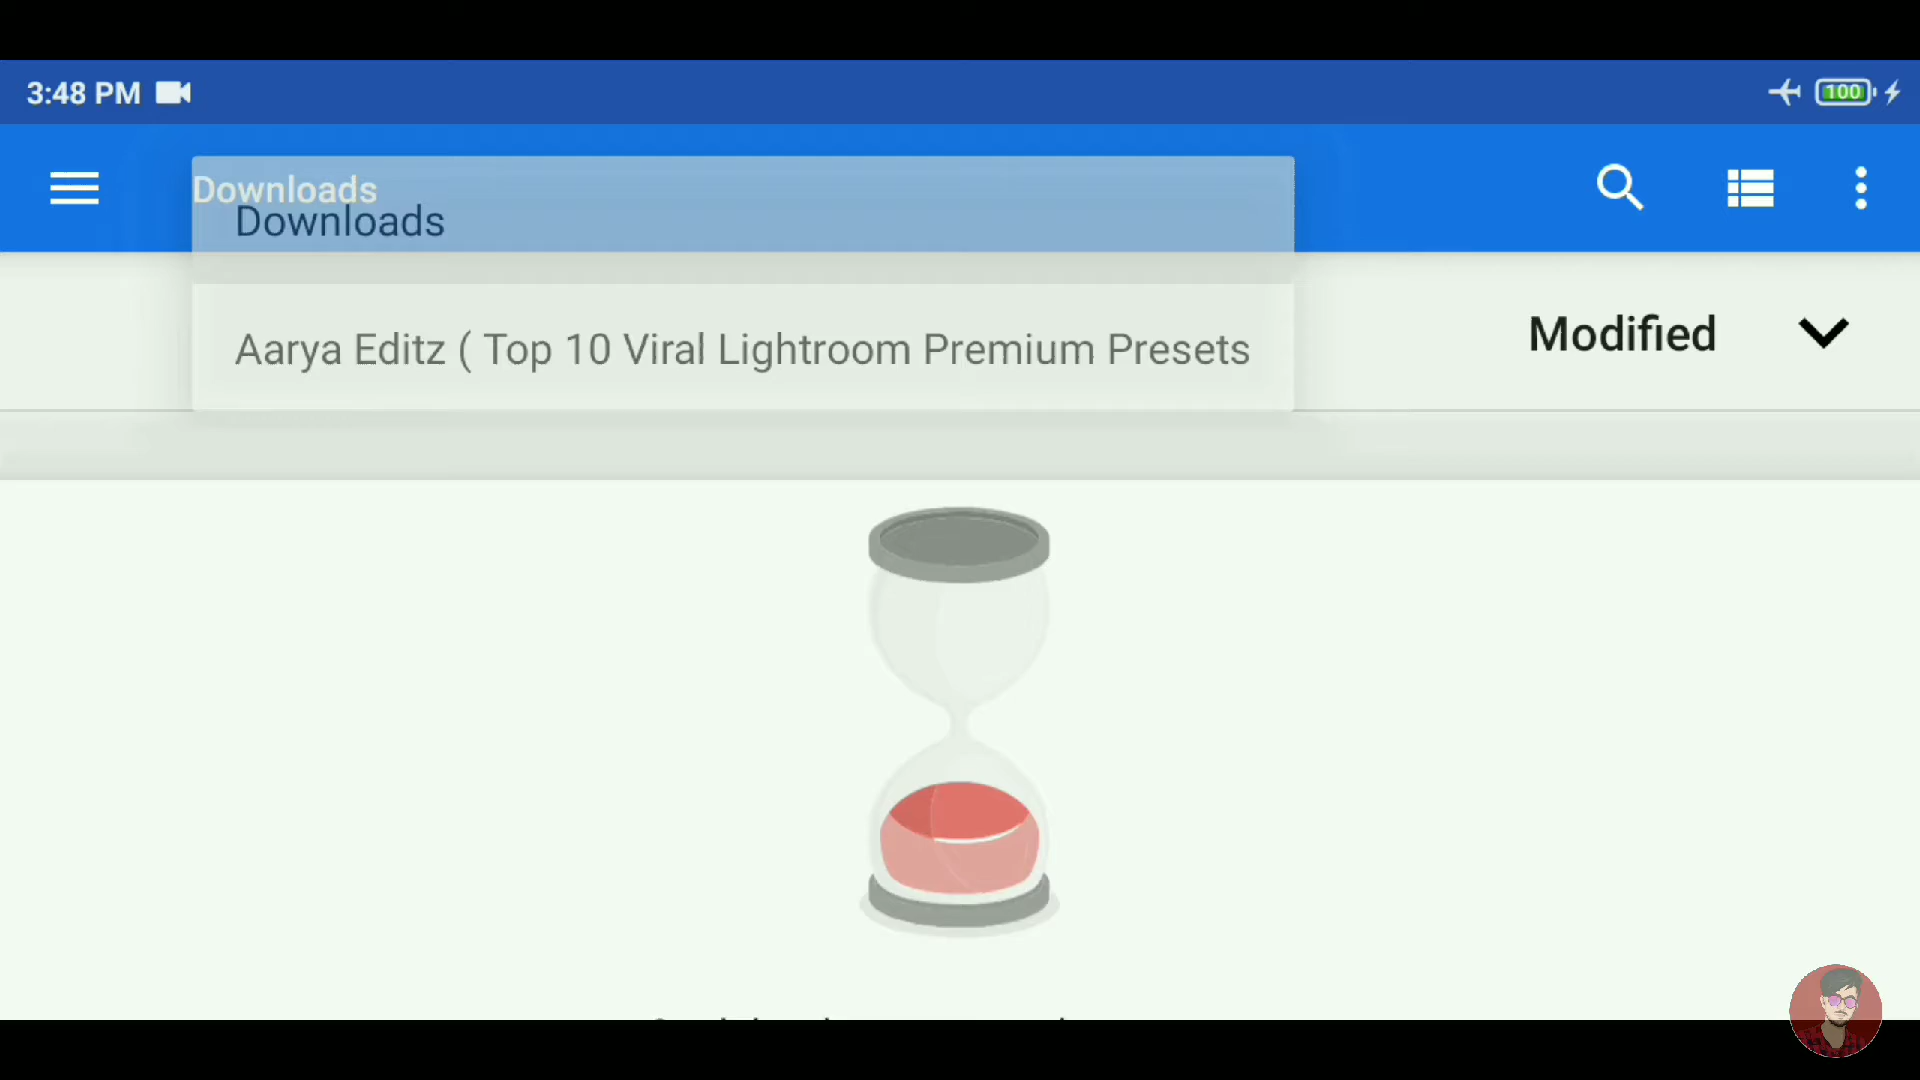 3:48 PM
100
Downloads
Downloads
Aarya Editz ( Top 10 Viral Lightroom Premium Presets
Modified